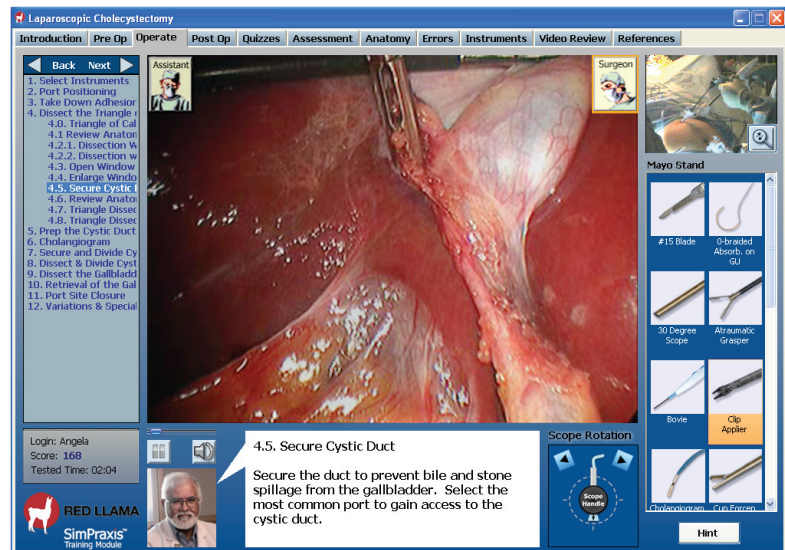 Laparoscopic Cholecystectomy
Introduction Pre Op Operate Post Op Quizzes Assessment Anatomy Errors Instruments Video Review References
Back Next
1. Select Instruments
2. Port Positioning
3. Take Down Adhesior
4. Dissect the Triangle
4.0. Triangle of Cal
4.1 Review Anaton
4.2.1. Dissection W
4.2.2. Dissection w
4.3. Open Window
4.4. Enlarge Windo
4.5. Secure Cystic
4.6. Review Anato
4.7. Triangle Dissec
4.8. Triangle Dissec
5. Prep the Cystic Duct
6. Cholangiogram
7. Secure and Divide Cy
8. Dissect & Divide Cyst
9. Dissect the Gallbladd
10. Retrieval of the Gal
11. Port Site Closure
12. Variations & Special
Assistant
Surgeon
Mayo Stand
#15 Blade
0-braided
Absorb. on
GU
30 Degree
Scope
Atraumatic
Grasper
Bovie
Clip
Applier
Cholangiogram
Cup Forcep
Hint
Login: Angela
Score: 168
Tested Time: 02:04
RED LLAMA
SimPraxis™
Training Module
4.5. Secure Cystic Duct
Secure the duct to prevent bile and stone
spillage from the gallbladder. Select the
most common port to gain access to the
cystic duct.
Scope Rotation
Scope
Handle